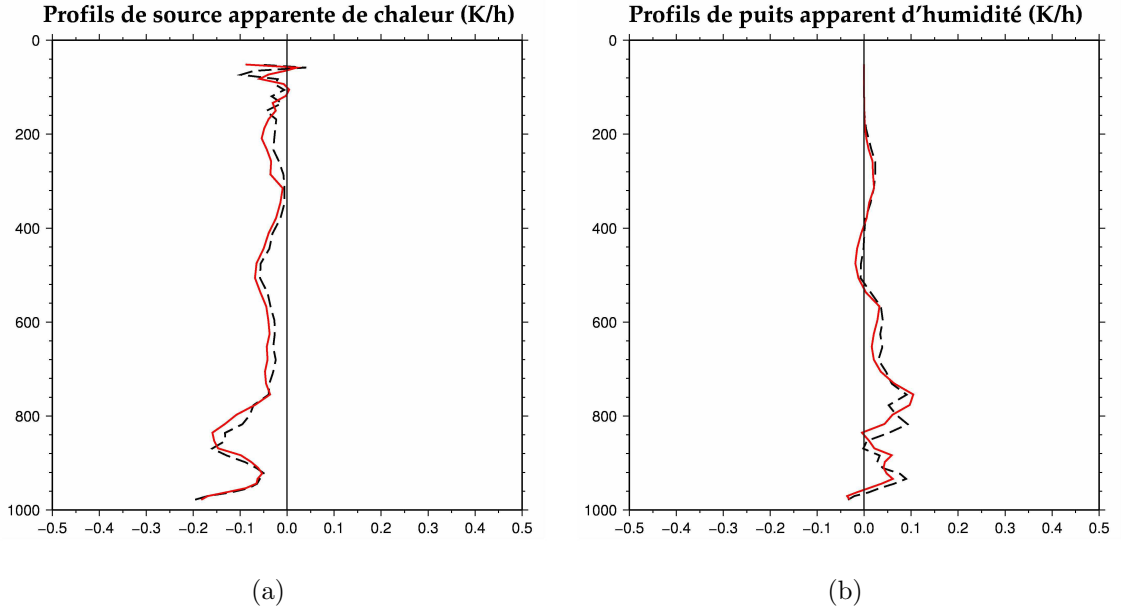 Profils de source apparente de chaleur (K/h)
Profils de puits apparent d'humidité (K/h)
0
200
400
600
800
1000
−0.5 −0.4 −0.3 −0.2 −0.1 0.0 0.1 0.2 0.3 0.4 0.5
0
200
400
600
800
1000
−0.5 −0.4 −0.3 −0.2 −0.1 0.0 0.1 0.2 0.3 0.4 0.5
(a)
(b)